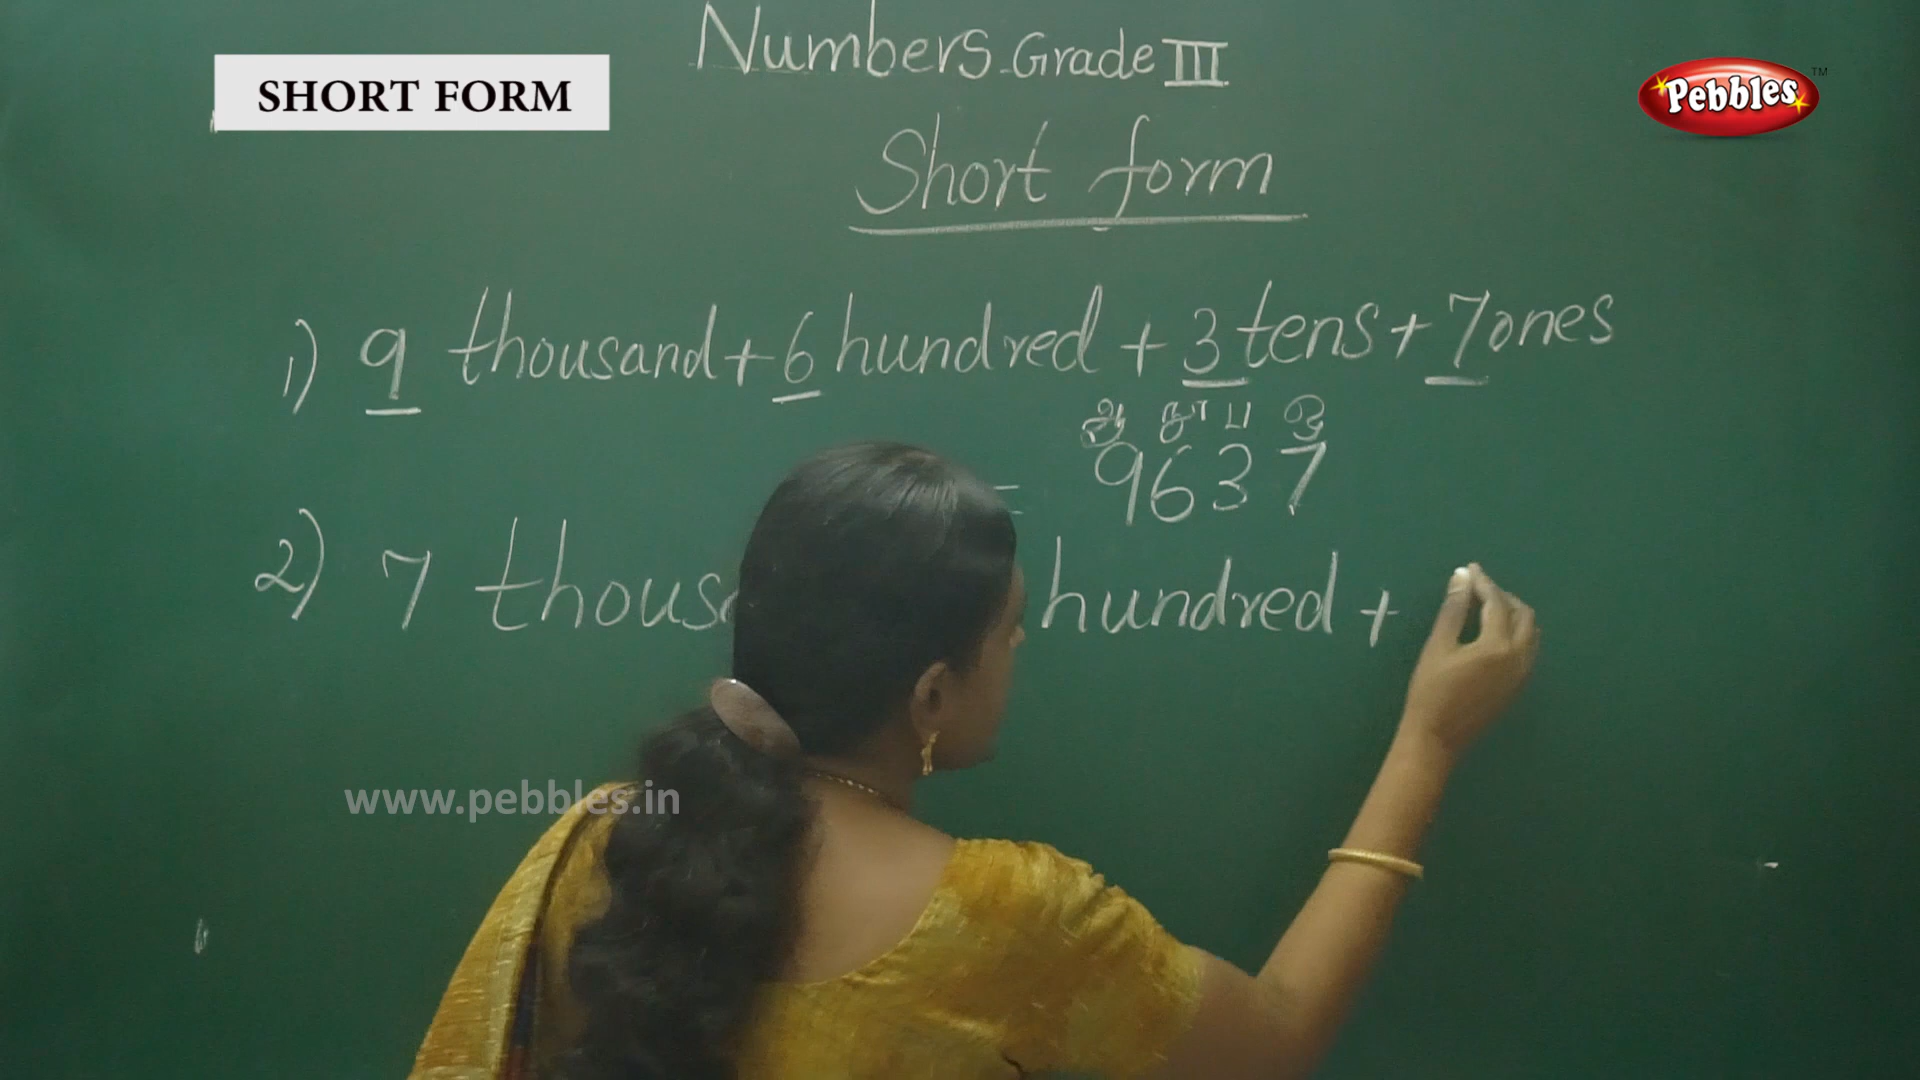 Numbers Grade III
SHORT FORM
Pebbles TM
Short form
1) 9 thousand + 6 hundred + 3 tens + 7 ones
ஆ நூ ப ஒ
= 9637
2) 7 thous hundred +
www.pebbles.in